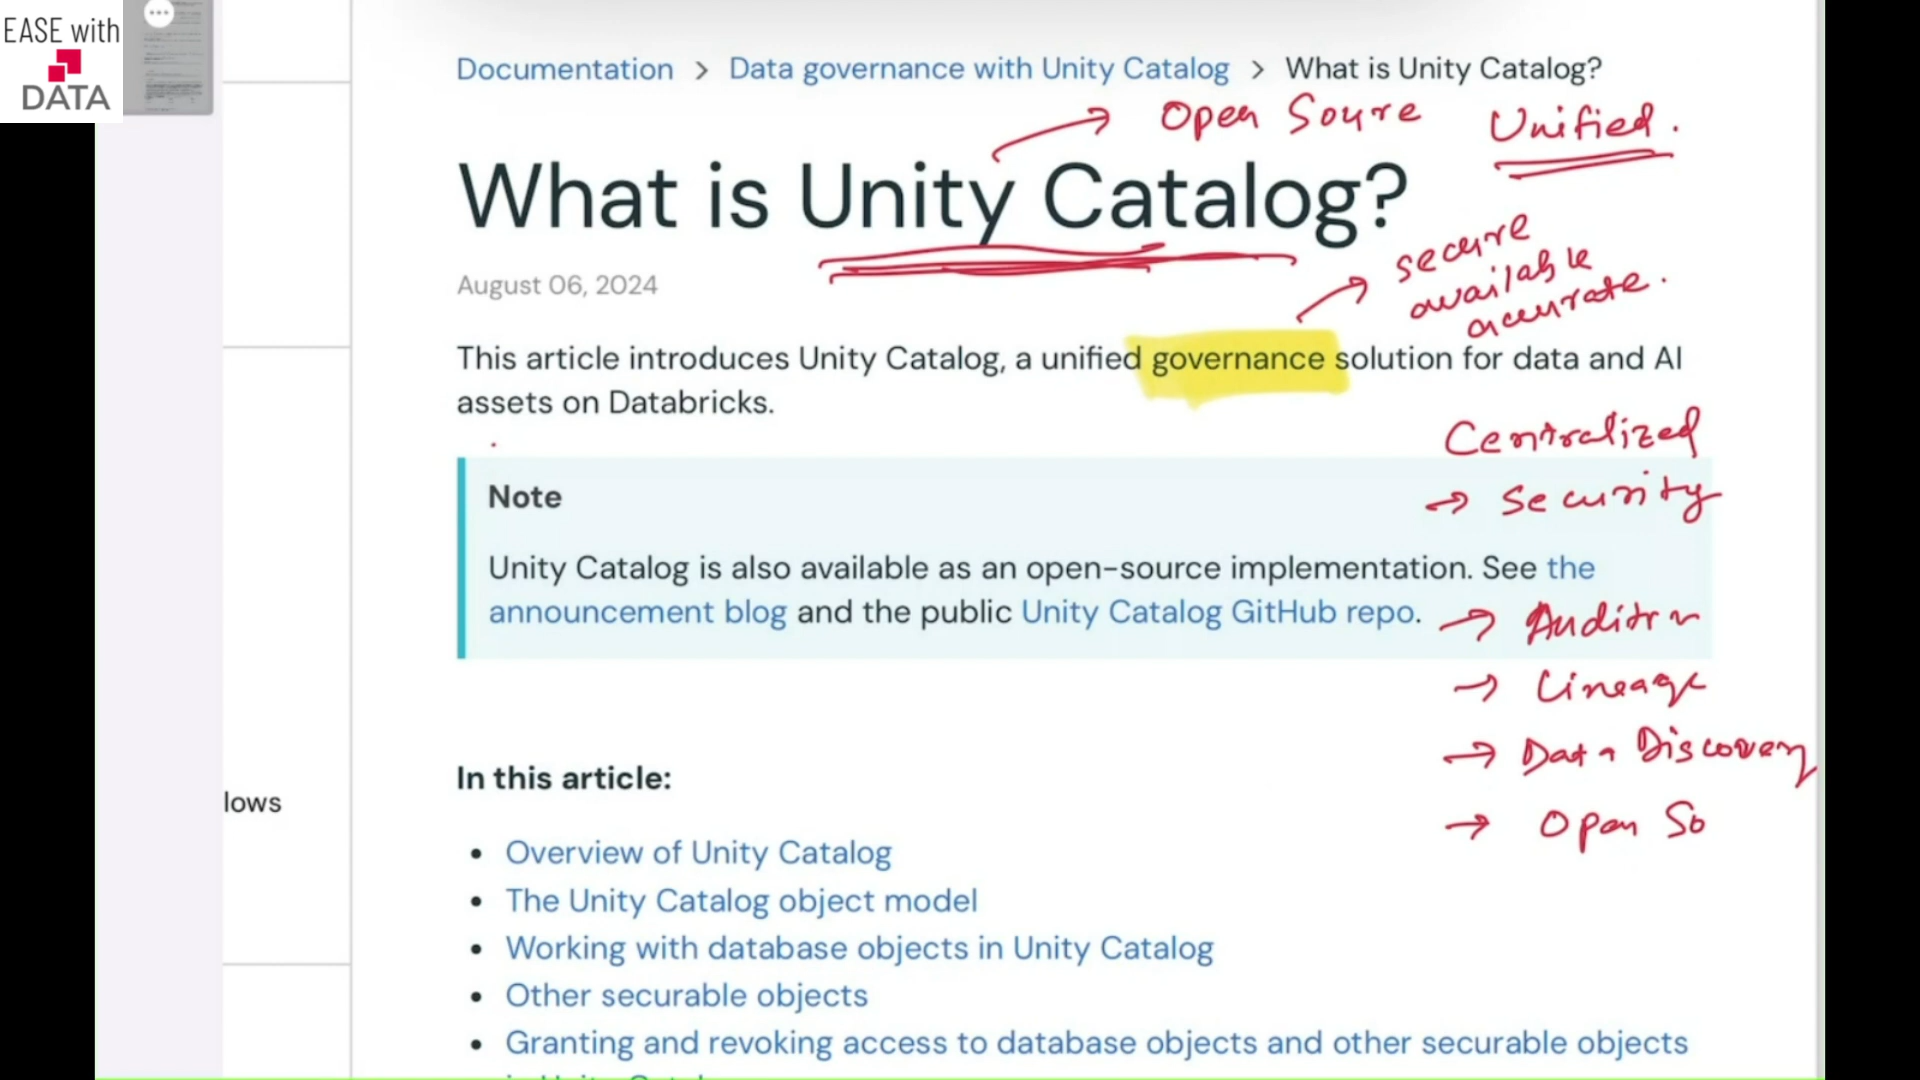 EASE with
DATA
Documentation > Data governance with Unity Catalog > What is Unity Catalog?
Open Soure
Unified.
What is Unity Catalog?
secure
available
accurate.
August 06, 2024
This article introduces Unity Catalog, a unified governance solution for data and AI
assets on Databricks.
Centralized
→ Security
Note
Unity Catalog is also available as an open-source implementation. See the
announcement blog and the public Unity Catalog GitHub repo.
→ Lineage
→ Data Discovery
→ Open So
In this article:
lows
• Overview of Unity Catalog
• The Unity Catalog object model
• Working with database objects in Unity Catalog
• Other securable objects
• Granting and revoking access to database objects and other securable objects